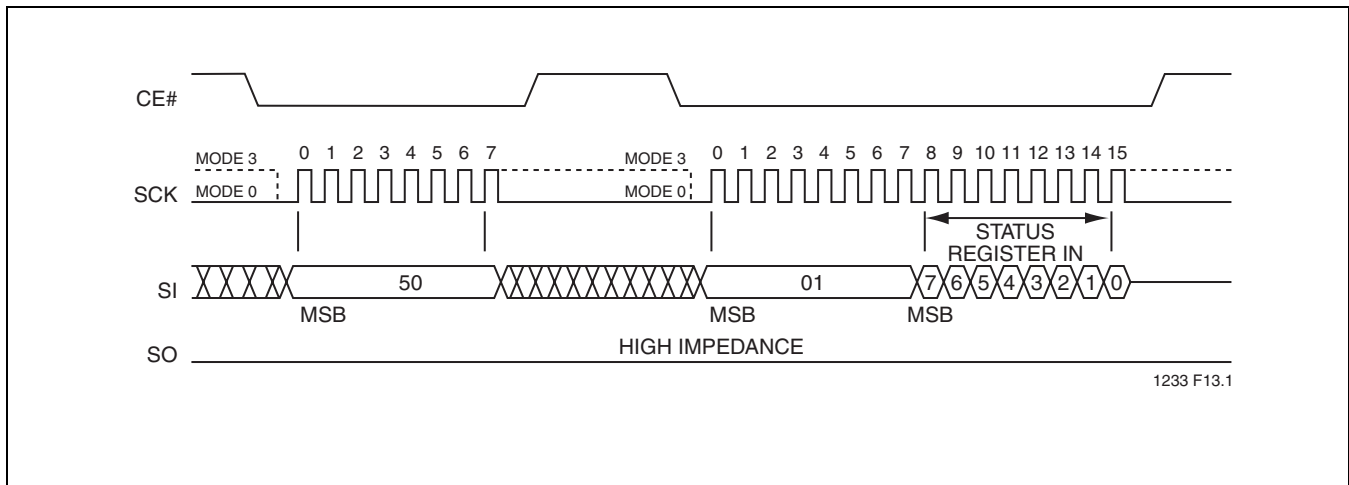 CE#
MODE 3 0 1 2 3 4 5 6 7 MODE 3 0 1 2 3 4 5 6 7 8 9 10 11 12 13 14 15
SCK MODE 0 MODE 0
STATUS
REGISTER IN
SI 50 01 7 6 5 4 3 2 1 0
MSB MSB MSB
HIGH IMPEDANCE
SO
1233 F13.1